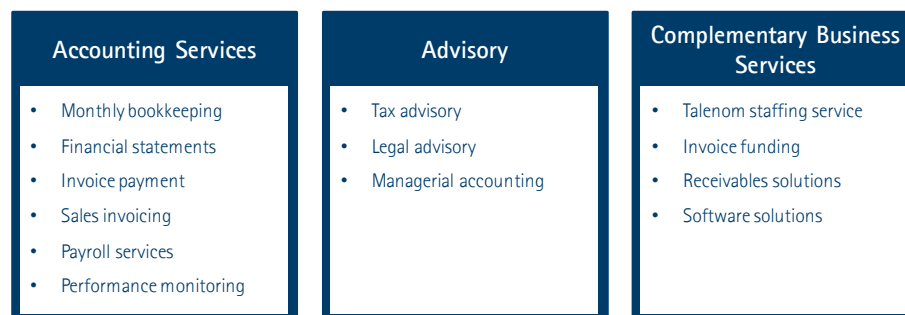 Accounting Services
• Monthly bookkeeping
• Financial statements
• Invoice payment
• Sales invoicing
• Payroll services
• Performance monitoring
Advisory
• Tax advisory
• Legal advisory
• Managerial accounting
Complementary Business
Services
• Talenom staffing service
• Invoice funding
• Receivables solutions
• Software solutions